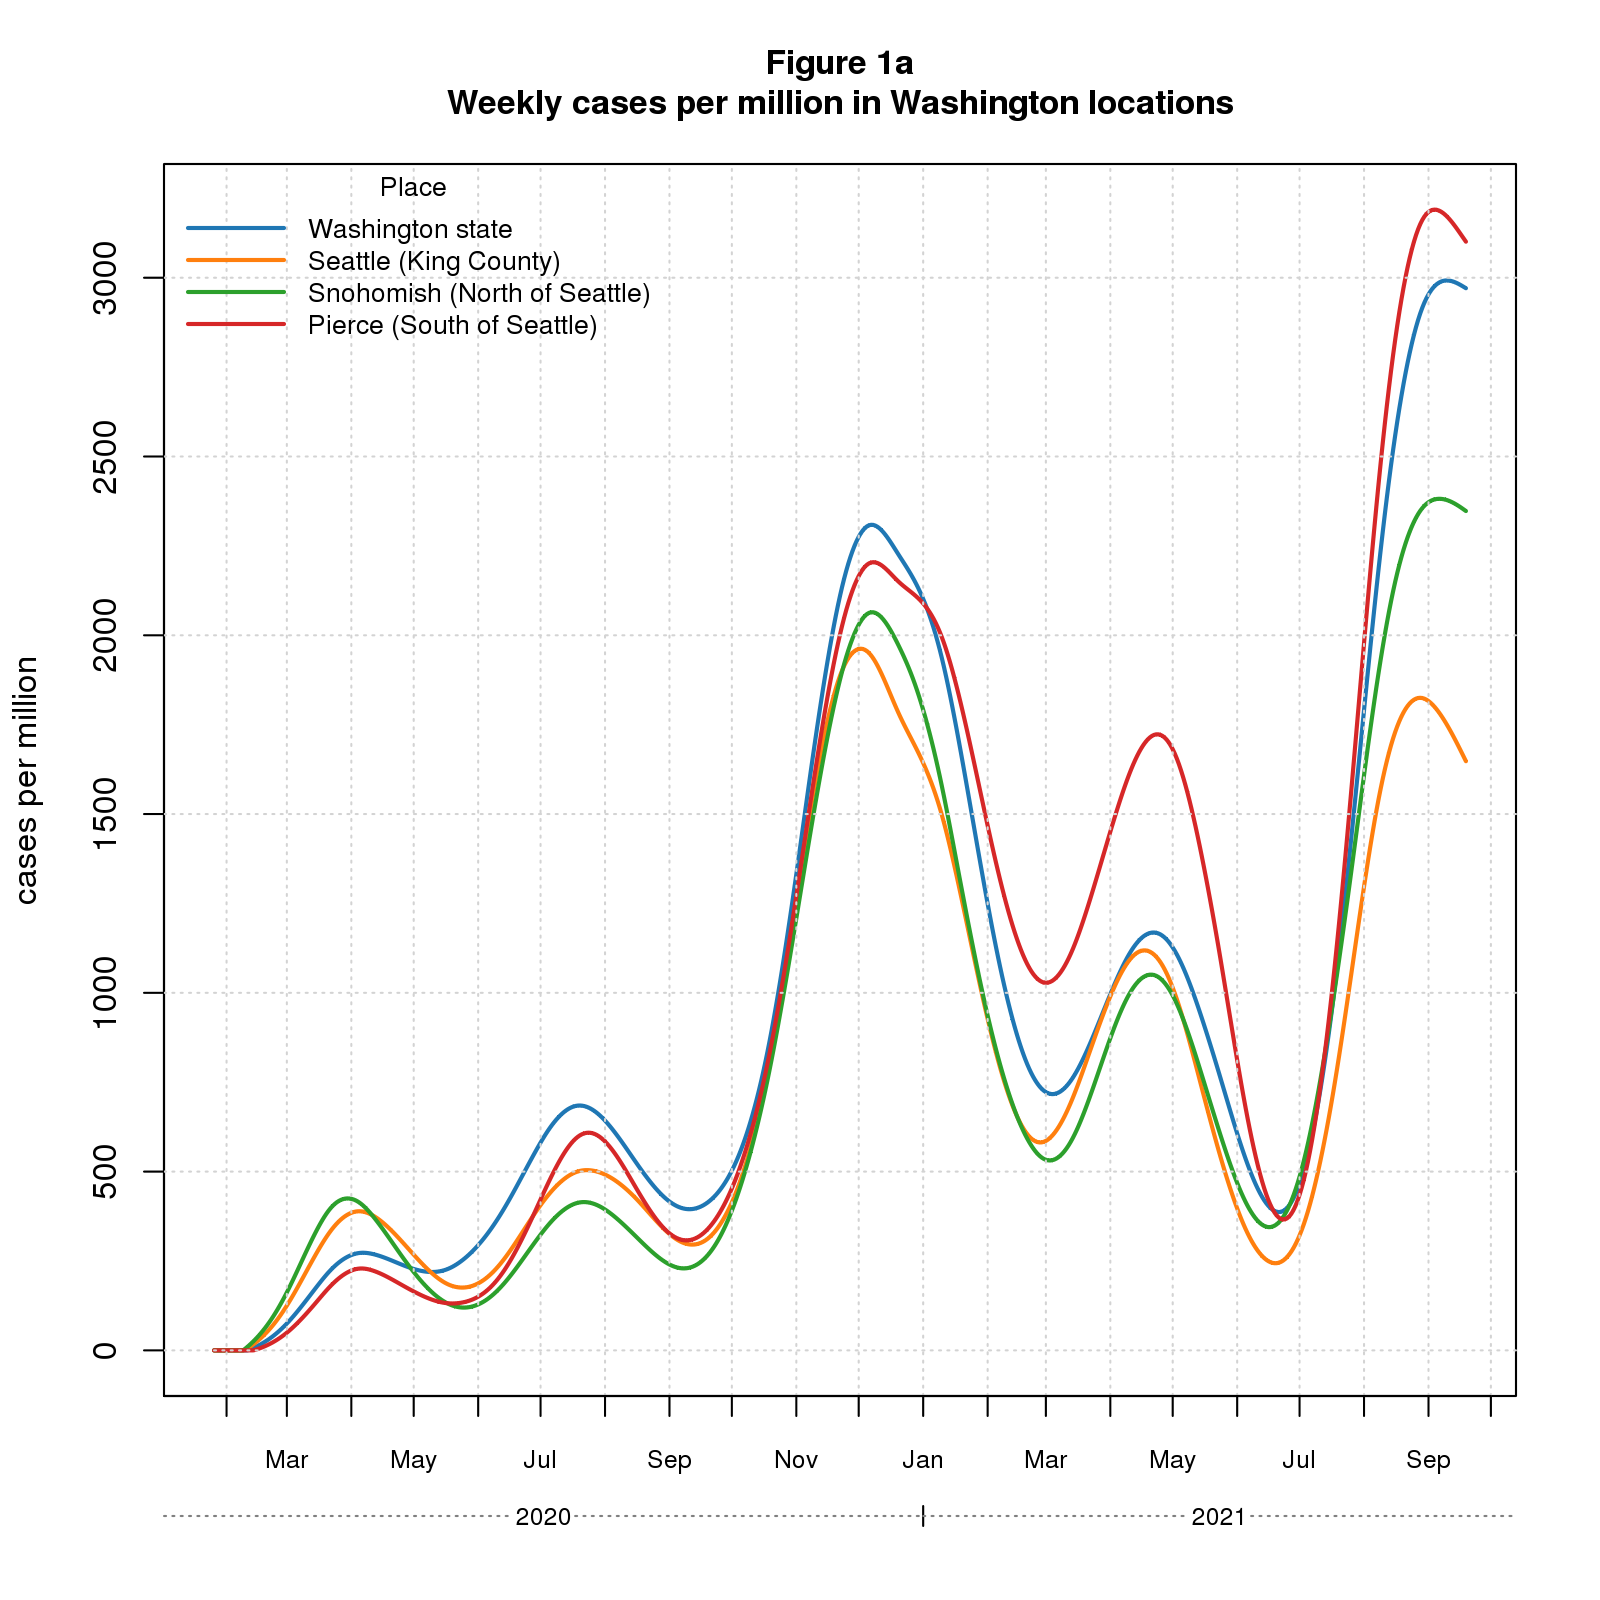 Figure 1a
Weekly cases per million in Washington locations
Place
Washington state
Seattle (King County)
Snohomish (North of Seattle)
Pierce (South of Seattle)
cases per million
3000
2500
2000
1500
1000
500
0
Mar May Jul Sep Nov Jan Mar May Jul Sep
2020 2021